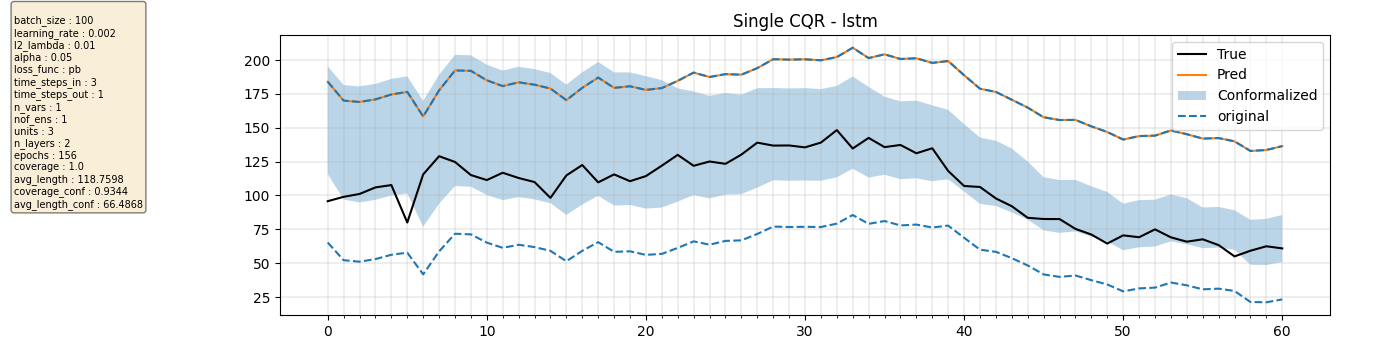 batch_size : 100
learning_rate : 0.002
l2_lambda : 0.01
alpha : 0.05
loss_func : pb
time_steps_in : 3
time_steps_out : 1
n_vars : 1
nof_ens : 1
units : 3
n_layers : 2
epochs : 156
coverage : 1.0
avg_length : 118.7598
coverage_conf : 0.9344
avg_length_conf : 66.4868
Single CQR - lstm
200
175
150
125
100
75
50
25
0 10 20 30 40 50 60
True
Pred
Conformalized
original